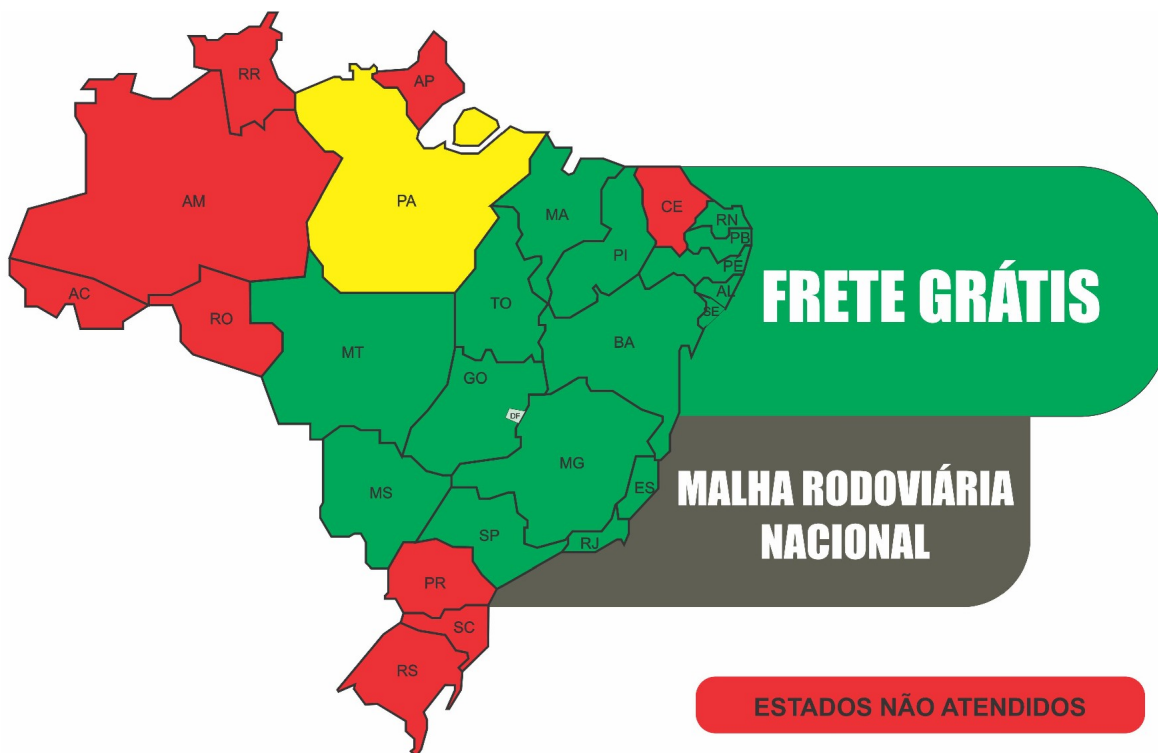 RR
AP
AM
PA
MA
CE
RN
PB
PI
PE
AL
SE
AC
RO
TO
BA
MT
GO
DF
MG
MS
ES
SP
RJ
PR
SC
RS
FRETE GRÁTIS
MALHA RODOVIÁRIA
NACIONAL
ESTADOS NÃO ATENDIDOS